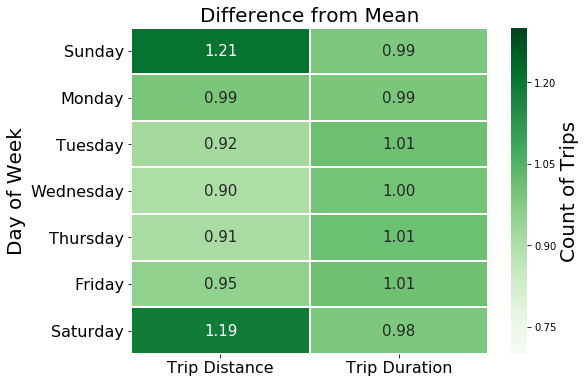 Difference from Mean
Day of Week
Sunday 1.21 0.99
Monday 0.99 0.99
Tuesday 0.92 1.01
Wednesday 0.90 1.00
Thursday 0.91 1.01
Friday 0.95 1.01
Saturday 1.19 0.98
Trip Distance Trip Duration
1.20
1.05
0.90
0.75
Count of Trips